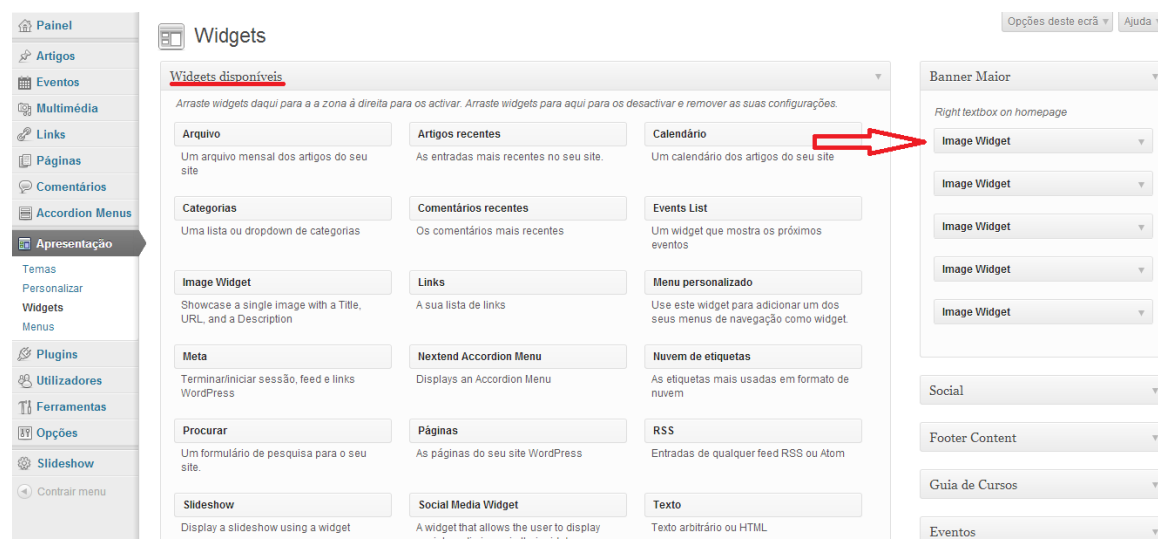 Painel
Artigos
Eventos
Multimédia
Links
Páginas
Comentários
Accordion Menus
Apresentação
Temas
Personalizar
Widgets
Menus
Plugins
Utilizadores
Ferramentas
Opções
Slideshow
Contrair menu
Opções deste ecrã
Ajuda
Widgets
Widgets disponíveis
Arraste widgets daqui para a a zona á direita para os activar. Arraste widgets para aqui para os desactivar e remover as suas configurações.
Arquivo
Um arquivo mensal dos artigos do seu
site
Artigos recentes
As entradas mais recentes no seu site.
Calendário
Um calendário dos artigos do seu site
Categorias
Uma lista ou dropdown de categorias
Comentários recentes
Os comentários mais recentes
Events List
Um widget que mostra os próximos
eventos
Image Widget
Showcase a single image with a Title,
URL, and a Description
Links
A sua lista de links
Menu personalizado
Use este widget para adicionar um dos
seus menus de navegação como widget.
Meta
Terminar/iniciar sessão, feed e links
WordPress
Nextend Accordion Menu
Displays an Accordion Menu
Nuvem de etiquetas
As etiquetas mais usadas em formato de
nuvem
Procurar
Um formulário de pesquisa para o seu
site.
Páginas
As páginas do seu site WordPress
RSS
Entradas de qualquer feed RSS ou Atom
Slideshow
Display a slideshow using a widget
Social Media Widget
A widget that allows the user to display
Texto
Texto arbitrário ou HTML
Banner Maior
Right textbox on homepage
Image Widget
Image Widget
Image Widget
Image Widget
Image Widget
Social
Footer Content
Guia de Cursos
Eventos